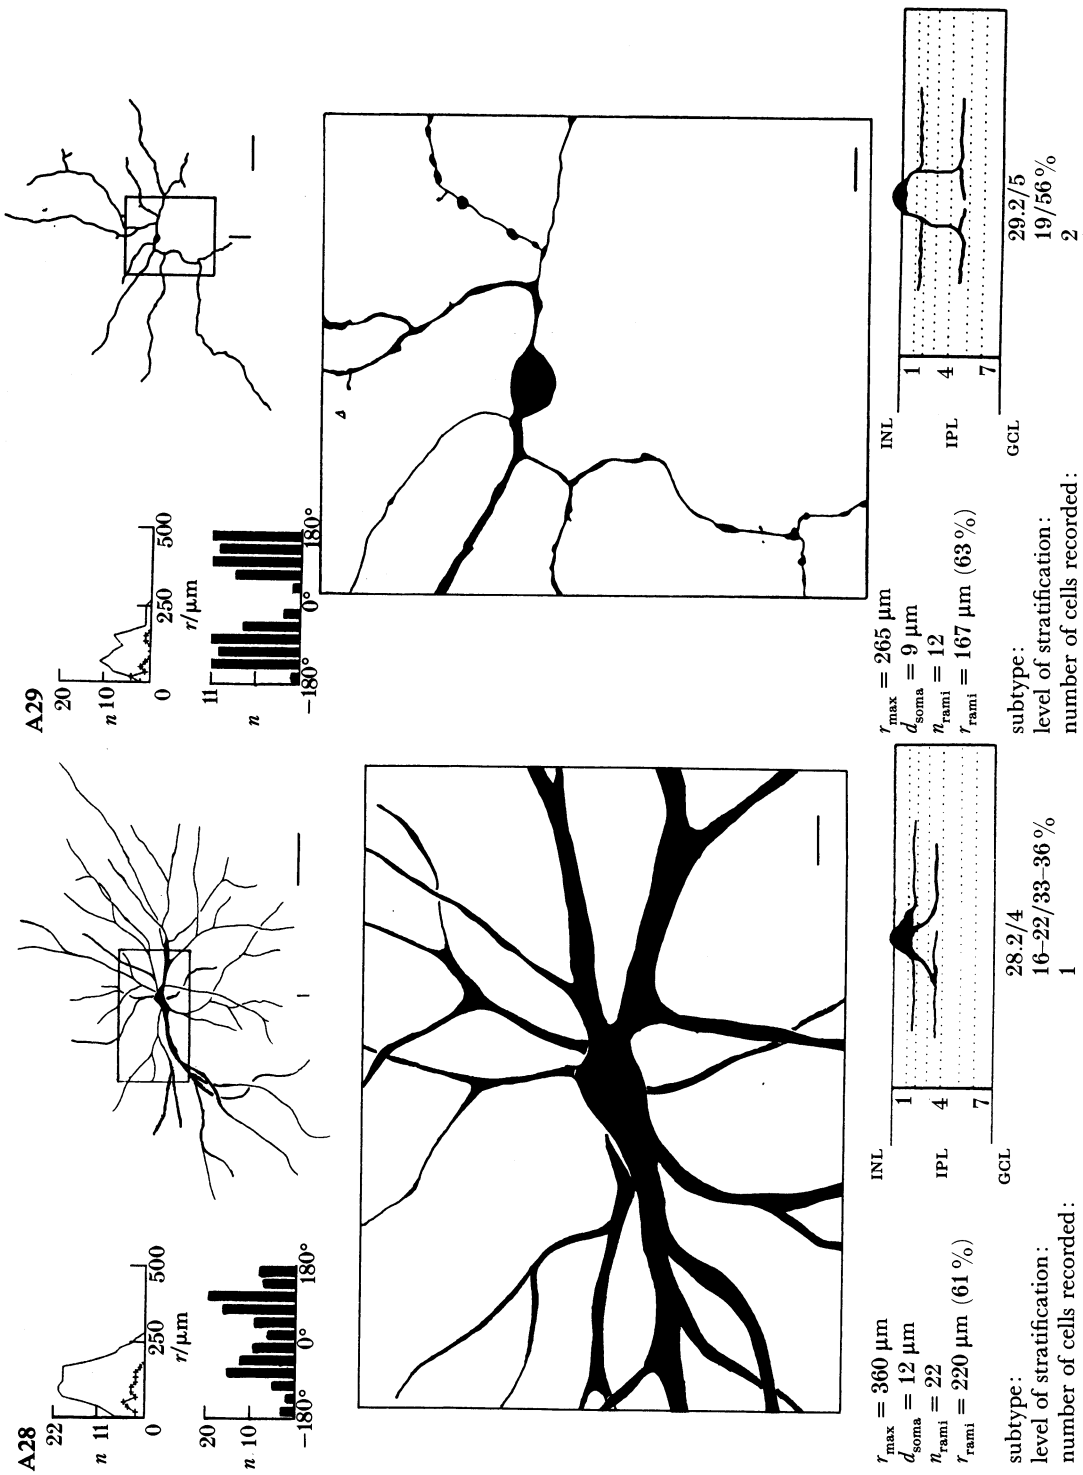 A28
22
n 11
0
250
500
r/μm
20
n 10
−180°
0°
180°
r_max = 360 μm
d_soma = 12 μm
n_rami = 22
r_rami = 220 μm (61 %)
INL
IPL
GCL
1
4
7
subtype: 28.2/4
level of stratification: 16–22/33–36 %
number of cells recorded: 1
A29
20
n 10
0
250
500
r/μm
11
n
−180°
0°
180°
r_max = 265 μm
d_soma = 9 μm
n_rami = 12
r_rami = 167 μm (63 %)
INL
IPL
GCL
1
4
7
subtype: 29.2/5
level of stratification: 19/56 %
number of cells recorded: 2